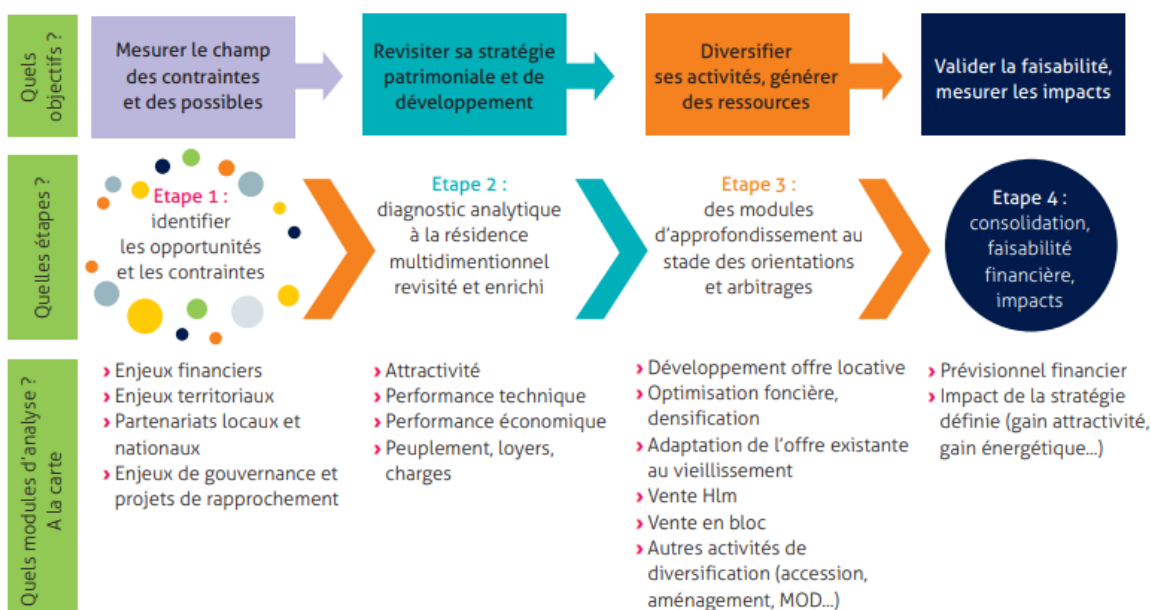 Quels
objectifs ?
Mesurer le champ
des contraintes
et des possibles
Revisiter sa stratégie
patrimoniale et de
développement
Diversifier
ses activités, générer
des ressources
Valider la faisabilité,
mesurer les impacts
Quelles étapes ?
Etape 1 :
identifier
les opportunités
et les contraintes
Etape 2 :
diagnostic analytique
à la résidence
multidimentionnel
revisité et enrichi
Etape 3 :
des modules
d'approfondissement au
stade des orientations
et arbitrages
Etape 4 :
consolidation,
faisabilité
financière,
impacts
Quels modules d'analyse ?
A la carte
› Enjeux financiers
› Enjeux territoriaux
› Partenariats locaux et
nationaux
› Enjeux de gouvernance et
projets de rapprochement
› Attractivité
› Performance technique
› Performance économique
› Peuplement, loyers,
charges
› Développement offre locative
› Optimisation foncière,
densification
› Adaptation de l'offre existante
au vieillissement
› Vente Hlm
› Vente en bloc
› Autres activités de
diversification (accession,
aménagement, MOD...)
› Prévisionnel financier
› Impact de la stratégie
définie (gain attractivité,
gain énergétique...)